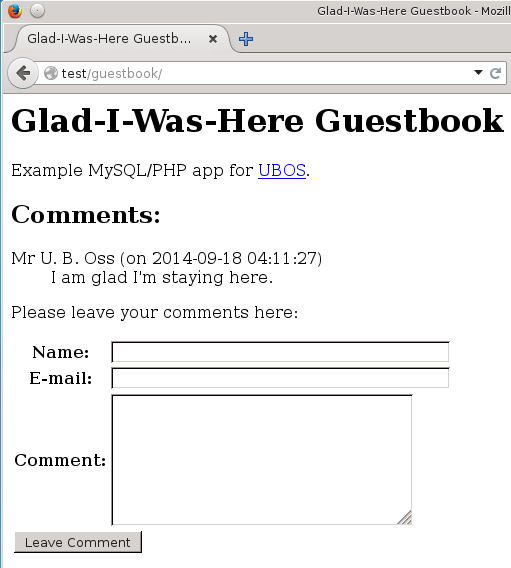 Glad-I-Was-Here Guestbook - Mozill
Glad-I-Was-Here Guestb...
test/guestbook/
Glad-I-Was-Here Guestbook
Example MySQL/PHP app for UBOS.
Comments:
Mr U. B. Oss (on 2014-09-18 04:11:27)
I am glad I'm staying here.
Please leave your comments here:
Name:
E-mail:
Comment:
Leave Comment